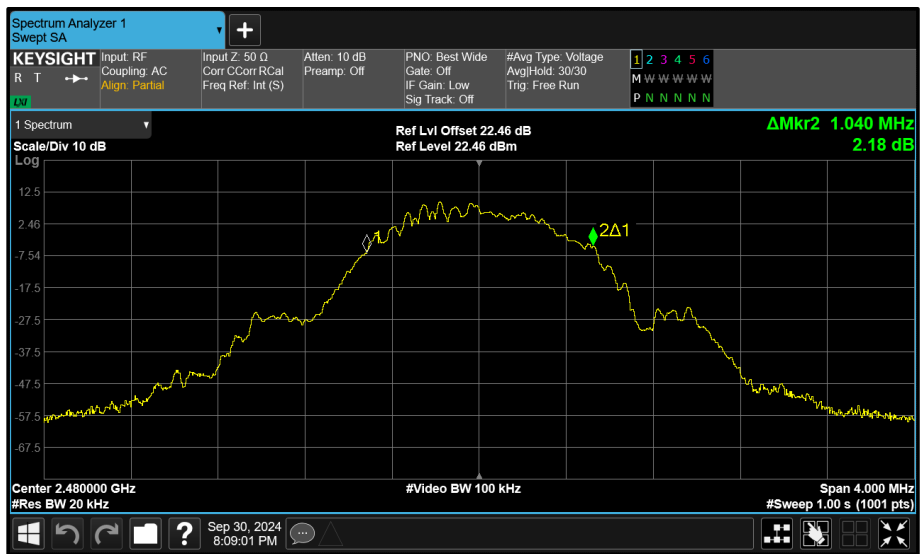 Spectrum Analyzer 1
Swept SA
+
KEYSIGHT
R T
LXI
Input: RF
Coupling: AC
Align: Partial
Input Z: 50 Ω
Corr CCorr RCal
Freq Ref: Int (S)
Atten: 10 dB
Preamp: Off
PNO: Best Wide
Gate: Off
IF Gain: Low
Sig Track: Off
#Avg Type: Voltage
Avg|Hold: 30/30
Trig: Free Run
1 2 3 4 5 6
M W W W W W
P N N N N N
1 Spectrum
Scale/Div 10 dB
Ref Lvl Offset 22.46 dB
Ref Level 22.46 dBm
ΔMkr2 1.040 MHz
2.18 dB
Log
12.5
2.46
-7.54
-17.5
-27.5
-37.5
-47.5
-57.5
-67.5
1
2Δ1
Center 2.480000 GHz
#Res BW 20 kHz
#Video BW 100 kHz
Span 4.000 MHz
#Sweep 1.00 s (1001 pts)
?
Sep 30, 2024
8:09:01 PM